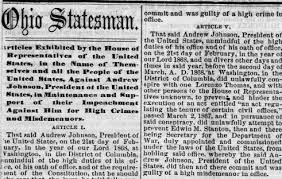 Ohio Statesman.
Articles Exhibited by the House of
Representatives of the United
States, in the Name of Them-
selves and all the People of the
United States, Against Andrew
Johnson, President of the United
States, in Maintenance and Sup-
port of their Impeachment
Against Him for High Crimes
and Misdemeanors.
ARTICLE I.
That said Andrew Johnson, President of
the United States, on the 21st day of Febru-
ary, in the year of our Lord 1868, at
Washington, in the District of Columbia,
unmindful of the high duties of his of-
fice, of his oath of office, and of the require-
ment of the Constitution, that he should
commit and was guilty of a high crime in
office.
ARTICLE V.
That said Andrew Johnson, President of
the United States, unmindful of the high
duties of his office and of his oath of office,
on the 21st day of February, in the year of
our Lord 1868, and on divers other days and
times in said year, before the second day of
March, A. D. 1868, at Washington, in the
District of Columbia, did unlawfully con-
spire with one Lorenzo Thomas, and with
other persons to the House of Representatives
unknown, to prevent
execution of an act entitled "an act regulat-
ing the tenure of certain civil offices,"
passed March 2, 1867, and in pursuance of
said conspiracy, did unlawfully attempt to
prevent Edwin M. Stanton, then and there
being Secretary for the Department of
War, duly appointed and commissioned
under the laws of the United States, from
holding said office, whereby the said
Andrew Johnson, President of the United
States, did then and there commit and was
guilty of high misdemeanor in office.